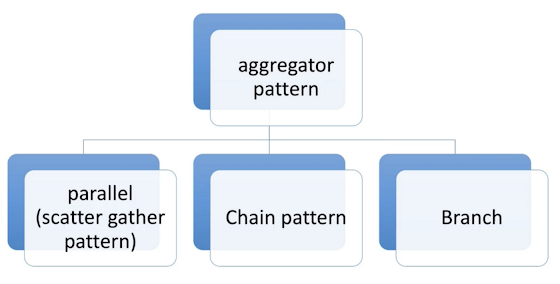 aggregator
pattern
parallel
(scatter gather
pattern)
Chain pattern
Branch